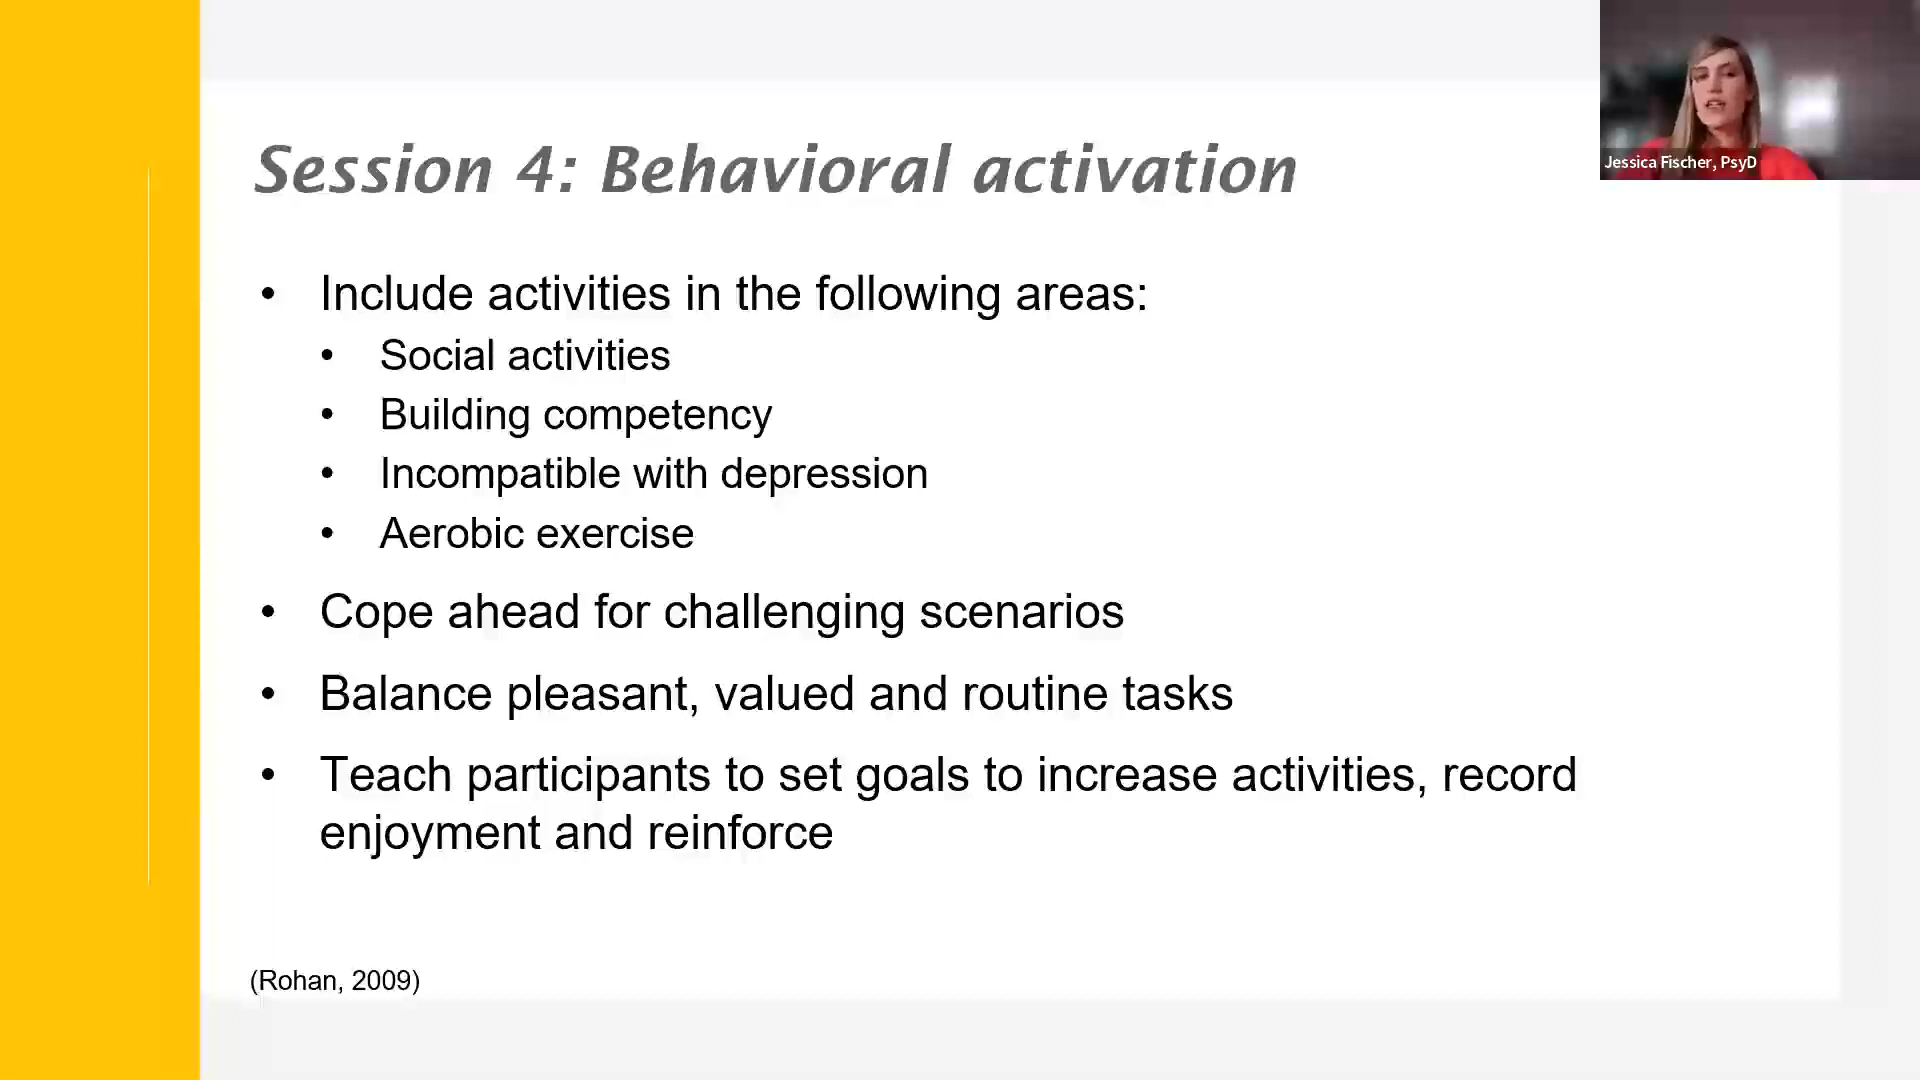 Session 4: Behavioral activation
Jessica Fischer, PsyD
• Include activities in the following areas:
• Social activities
• Building competency
• Incompatible with depression
• Aerobic exercise
• Cope ahead for challenging scenarios
• Balance pleasant, valued and routine tasks
• Teach participants to set goals to increase activities, record
enjoyment and reinforce
(Rohan, 2009)